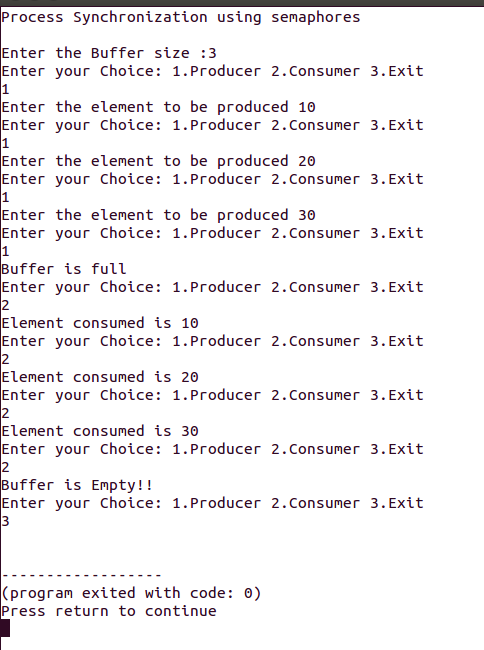 Process Synchronization using semaphores
Enter the Buffer size :3
Enter your Choice: 1.Producer 2.Consumer 3.Exit
1
Enter the element to be produced 10
Enter your Choice: 1.Producer 2.Consumer 3.Exit
1
Enter the element to be produced 20
Enter your Choice: 1.Producer 2.Consumer 3.Exit
1
Enter the element to be produced 30
Enter your Choice: 1.Producer 2.Consumer 3.Exit
1
Buffer is full
Enter your Choice: 1.Producer 2.Consumer 3.Exit
2
Element consumed is 10
Enter your Choice: 1.Producer 2.Consumer 3.Exit
2
Element consumed is 20
Enter your Choice: 1.Producer 2.Consumer 3.Exit
2
Element consumed is 30
Enter your Choice: 1.Producer 2.Consumer 3.Exit
2
Buffer is Empty!!
Enter your Choice: 1.Producer 2.Consumer 3.Exit
3
------------------
(program exited with code: 0)
Press return to continue